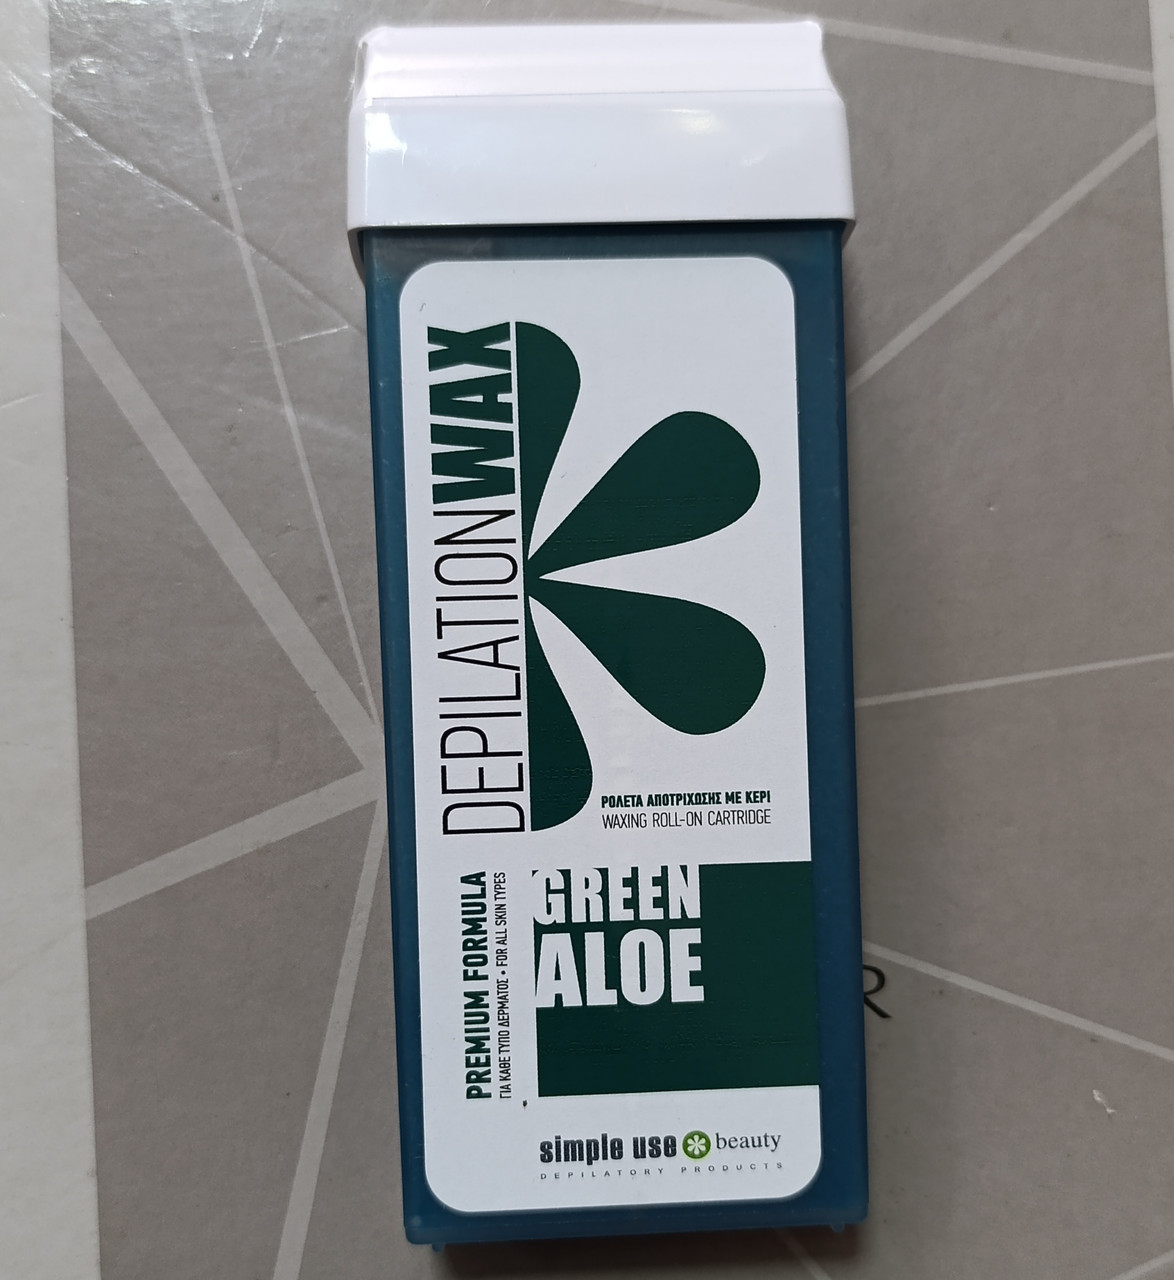 DEPILATIONWAX
ΡΟΛΕΤΑ ΑΠΟΤΡΙΧΩΣΗΣ ΜΕ ΚΕΡΙ
WAXING ROLL-ON CARTRIDGE
PREMIUM FORMULA
ΓΙΑ ΚΑΘΕ ΤΥΠΟ ΔΕΡΜΑΤΟΣ • FOR ALL SKIN TYPES
GREEN
ALOE
simple use beauty
DEPILATORY PRODUCTS
R